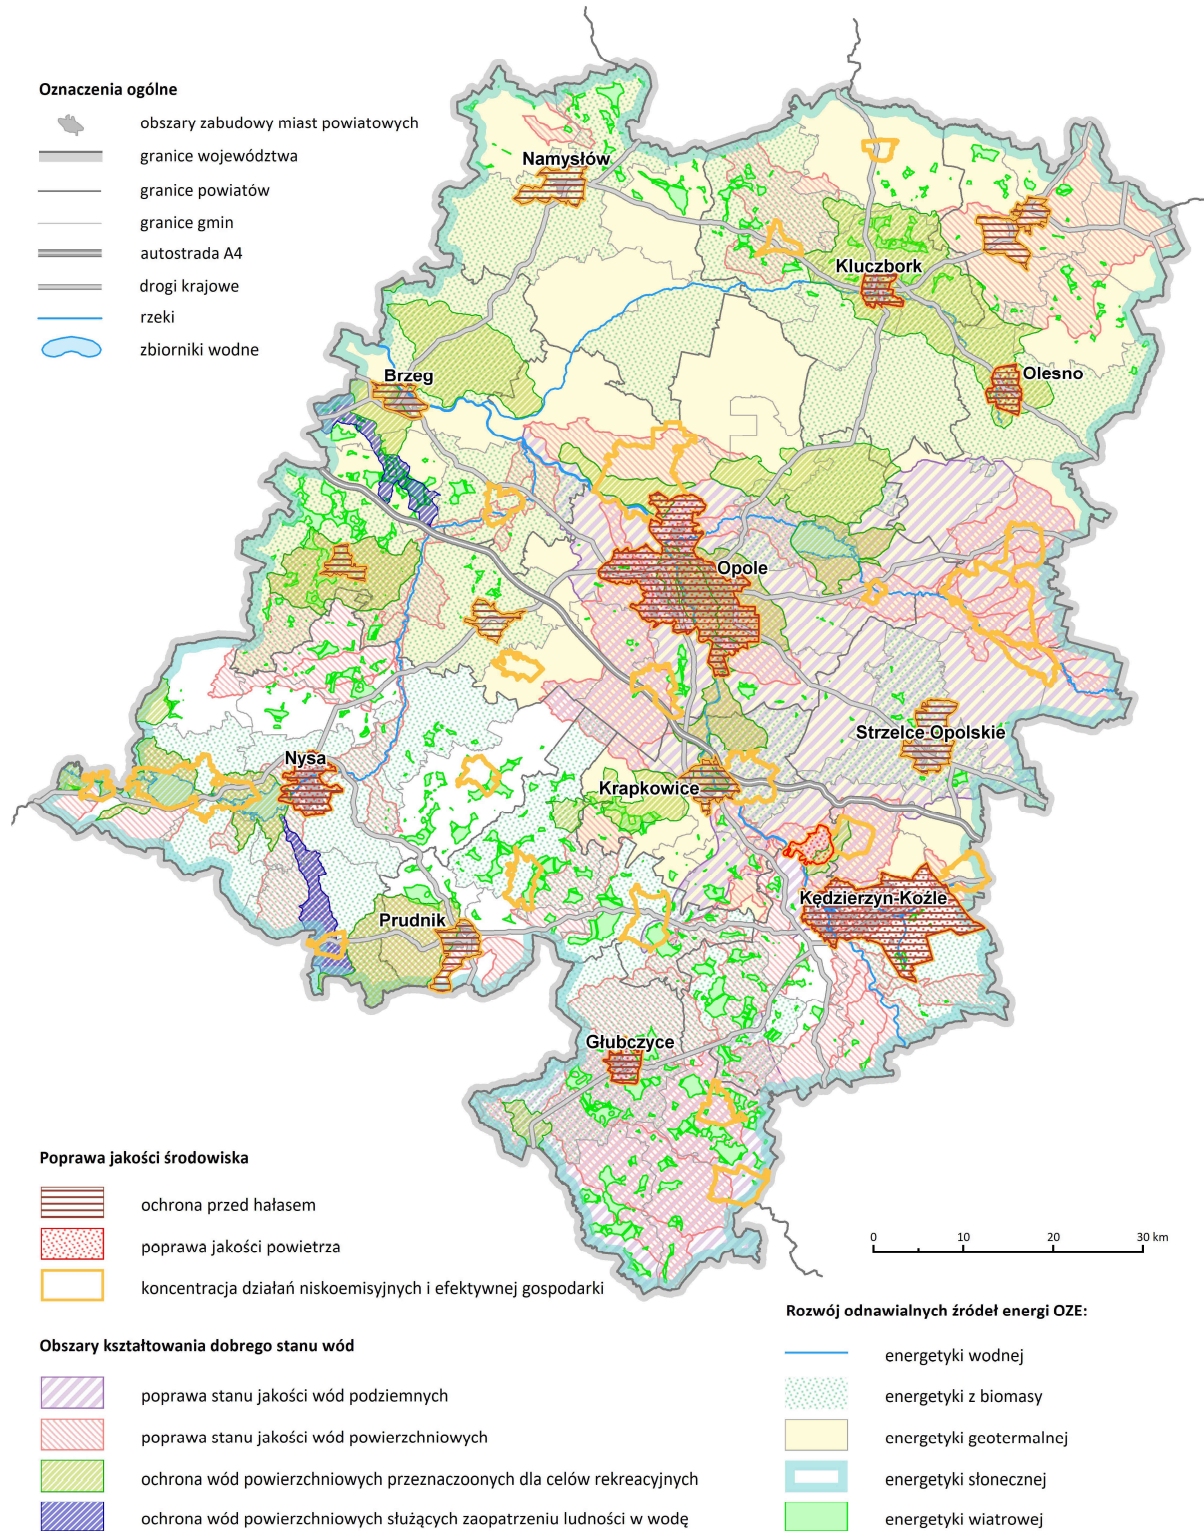 Oznaczenia ogólne
obszary zabudowy miast powiatowych
granice województwa
granice powiatów
granice gmin
autostrada A4
drogi krajowe
rzeki
zbiorniki wodne
Namysłów
Kluczbork
Olesno
Brzeg
Opole
Strzelce Opolskie
Nysa
Krapkowice
Kędzierzyn-Koźle
Prudnik
Głubczyce
Poprawa jakości środowiska
ochrona przed hałasem
poprawa jakości powietrza
koncentracja działań niskoemisyjnych i efektywnej gospodarki
Obszary kształtowania dobrego stanu wód
poprawa stanu jakości wód podziemnych
poprawa stanu jakości wód powierzchniowych
ochrona wód powierzchniowych przeznaczoonych dla celów rekreacyjnych
ochrona wód powierzchniowych służących zaopatrzeniu ludności w wodę
0 10 20 30 km
Rozwój odnawialnych źródeł energi OZE:
energetyki wodnej
energetyki z biomasy
energetyki geotermalnej
energetyki słonecznej
energetyki wiatrowej